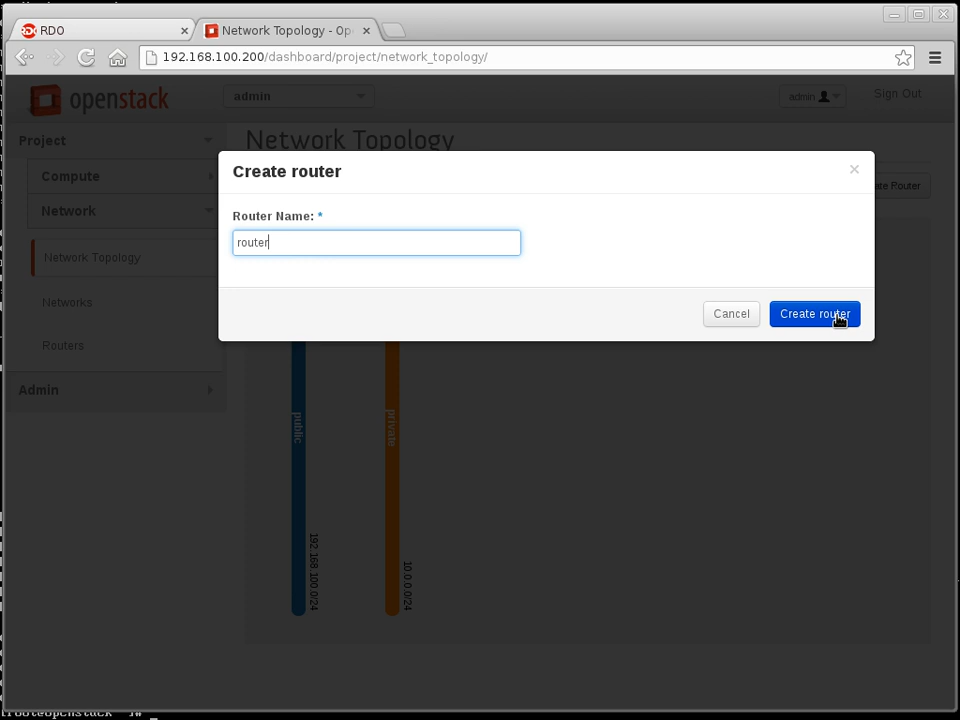 RDO
Network Topology - Op
192.168.100.200/dashboard/project/network_topology/
openstack
admin
admin
Sign Out
Project
Network Topology
Create router
Compute
Router
Network
Router Name: *
router
Network Topology
Networks
Cancel
Create router
Routers
Admin
public
private
192.168.100.0/24
10.0.0.0/24